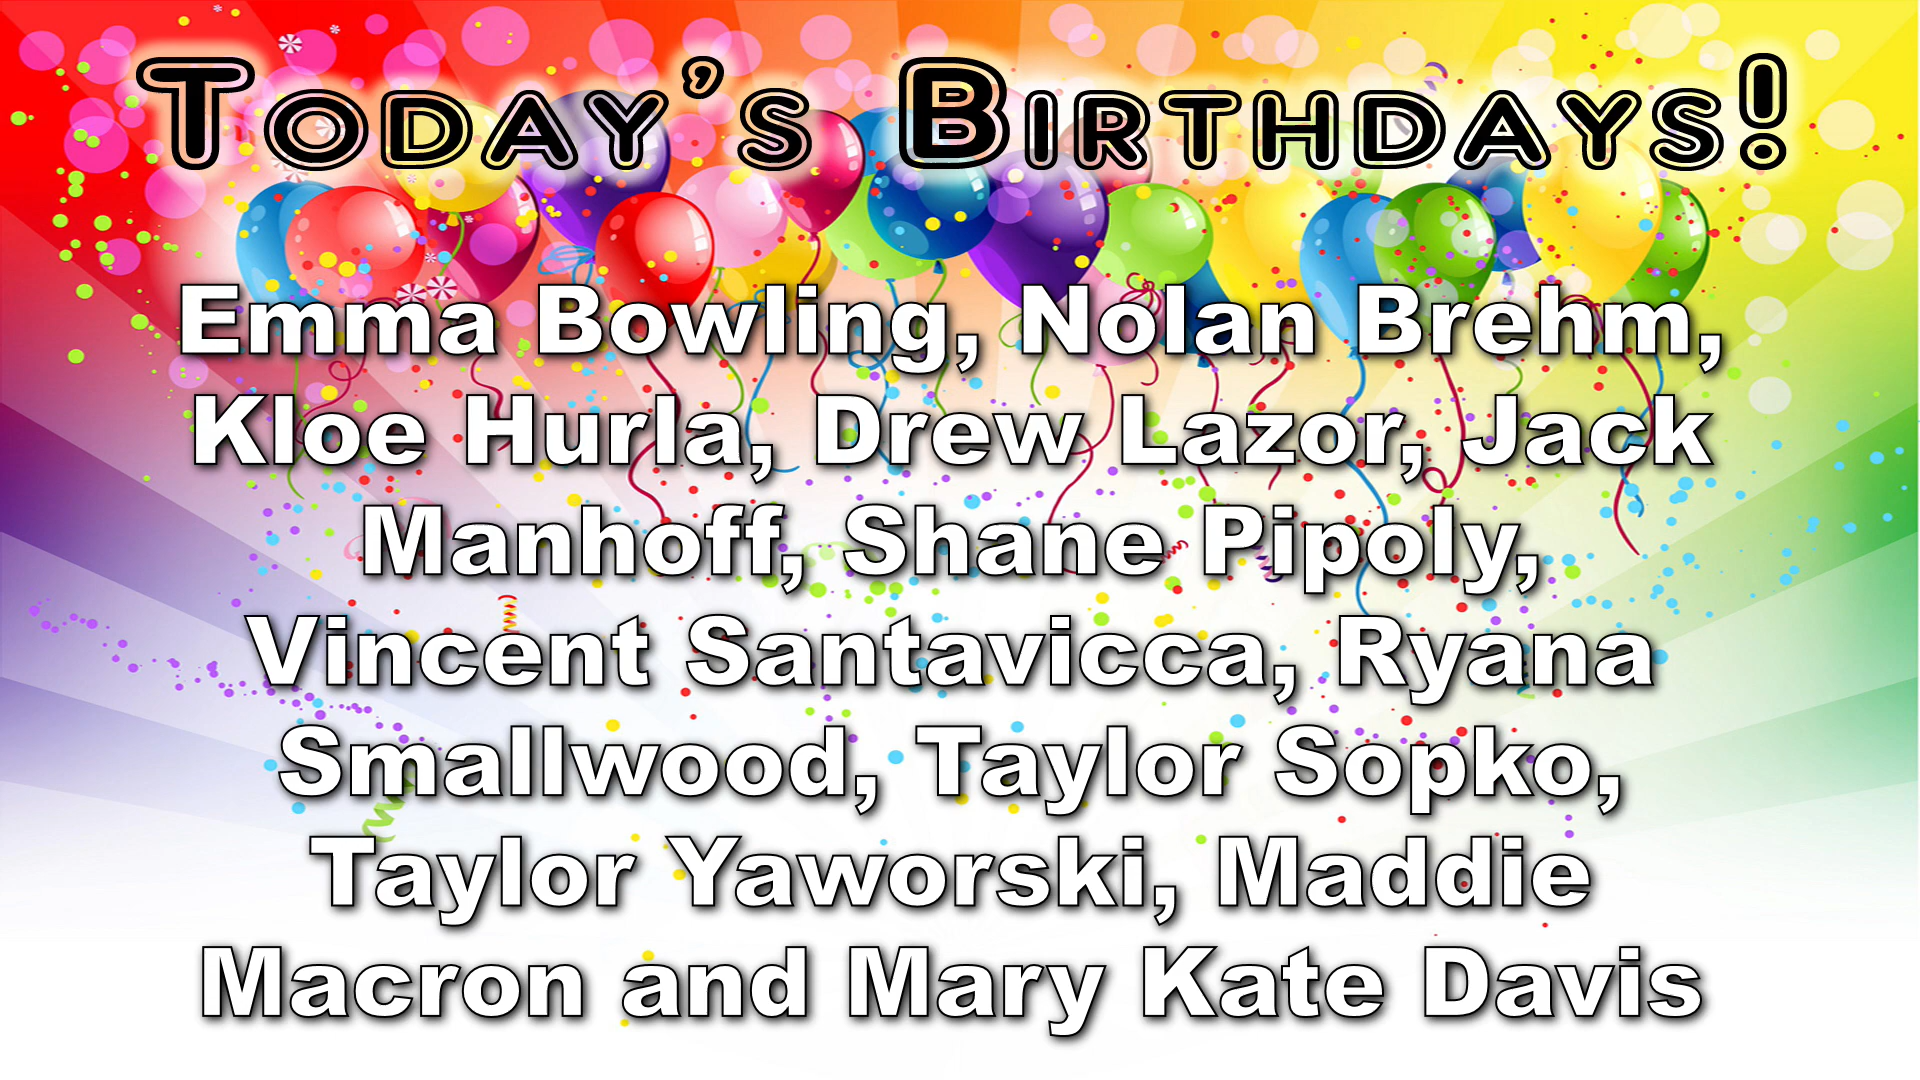 Today's Birthdays!
Emma Bowling, Nolan Brehm,
Kloe Hurla, Drew Lazor, Jack
Manhoff, Shane Pipoly,
Vincent Santavicca, Ryana
Smallwood, Taylor Sopko,
Taylor Yaworski, Maddie
Macron and Mary Kate Davis